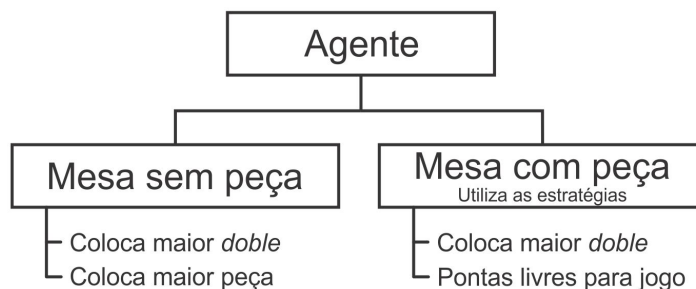 Agente
Mesa sem peça
Coloca maior doble
Coloca maior peça
Mesa com peça
Utiliza as estratégias
Coloca maior doble
Pontas livres para jogo